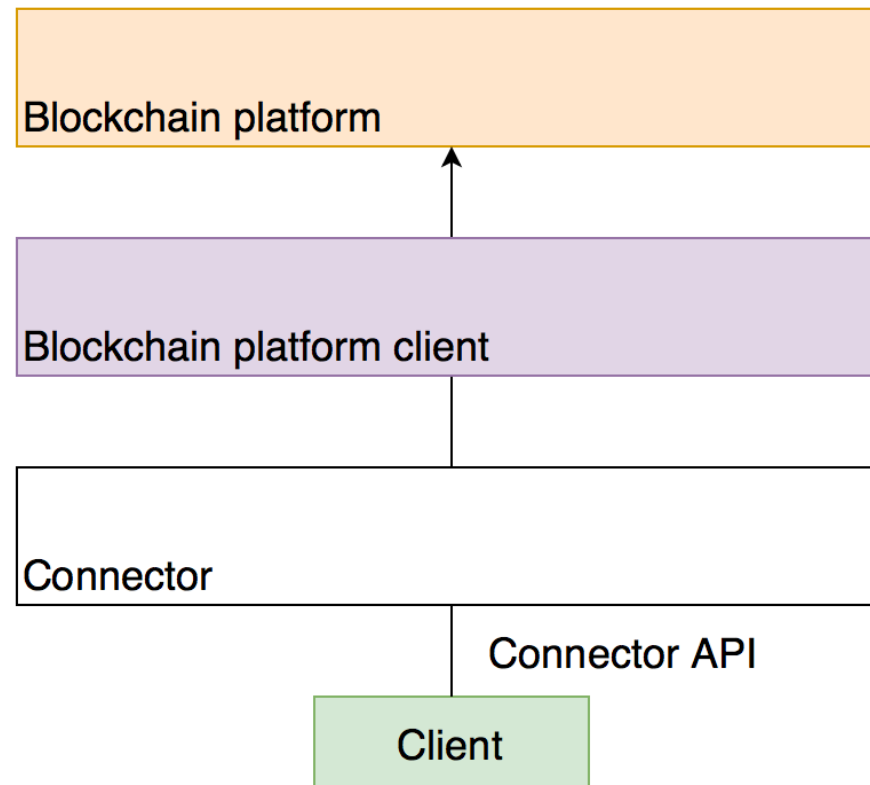 Blockchain platform
Blockchain platform client
Connector
Connector API
Client